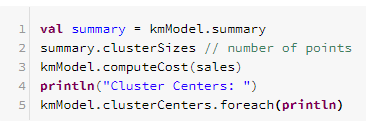 1 val summary = kmModel.summary
2 summary.clusterSizes // number of points
3 kmModel.computeCost(sales)
4 println("Cluster Centers: ")
5 kmModel.clusterCenters.foreach(println)